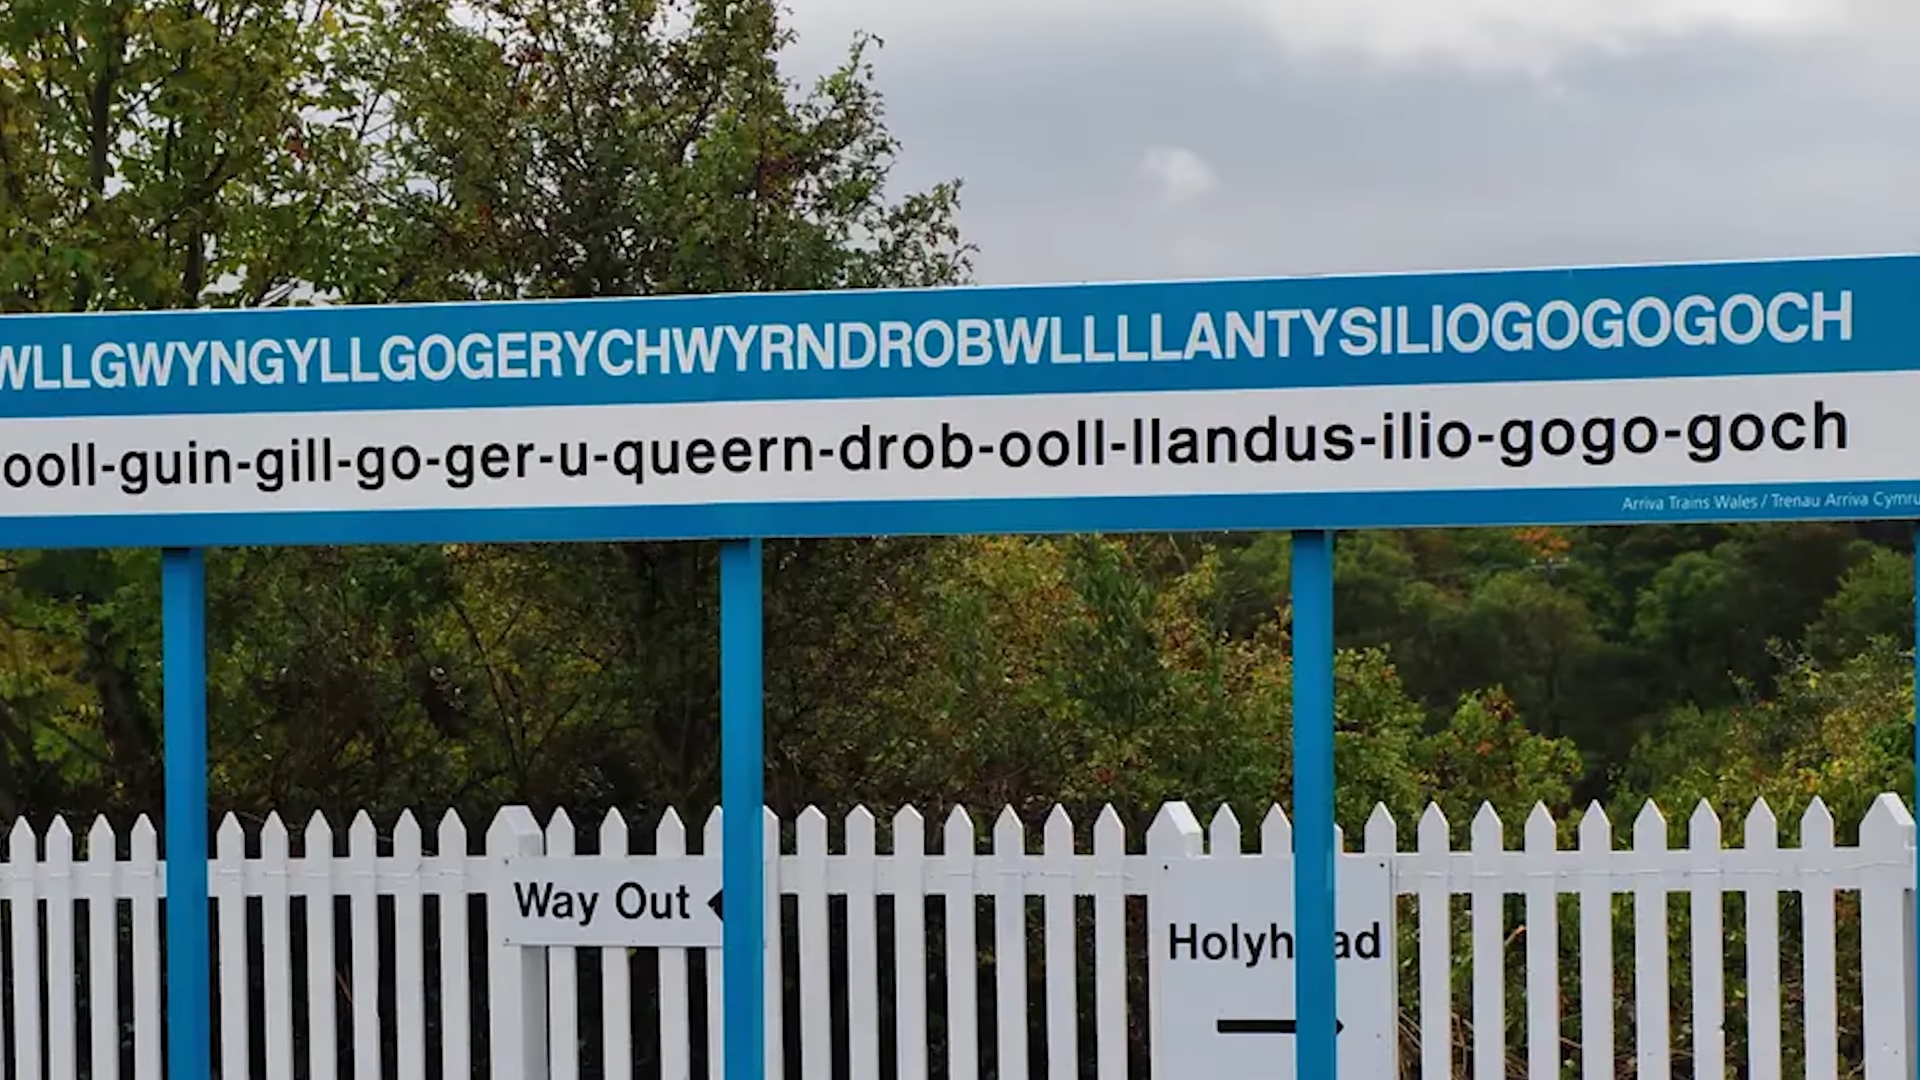 WLLGWYNGYLLGOGERYCHWYRNDROBWLLLLANTYSILIOGOGOGOCH
ooll-guin-gill-go-ger-u-queern-drob-ooll-llandus-ilio-gogo-goch
Arriva Trains Wales / Trenau Arriva Cymru
Way Out
Holyhead